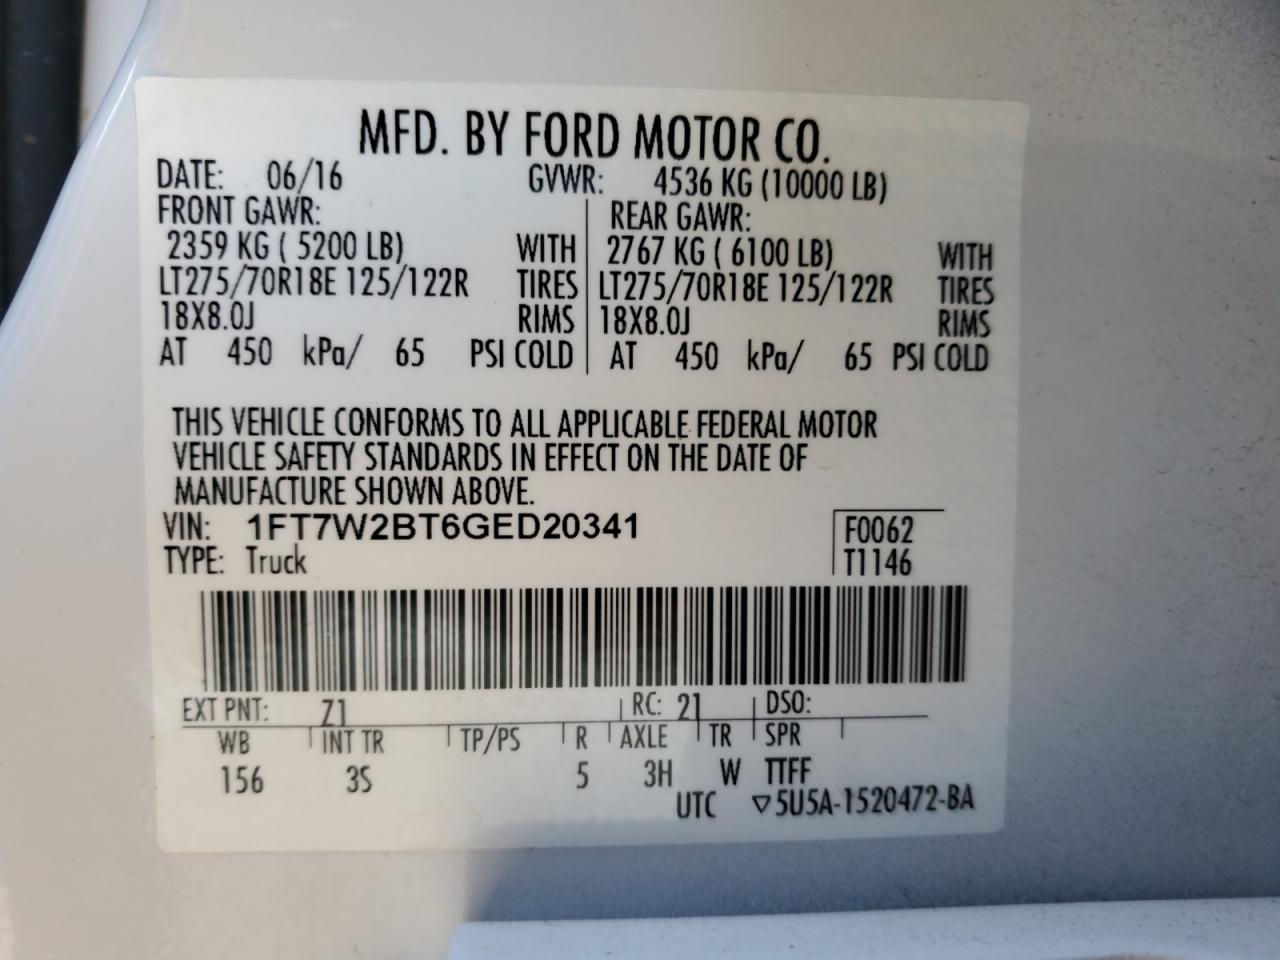 MFD. BY FORD MOTOR CO.
DATE: 06/16 GVWR: 4536 KG (10000 LB)
FRONT GAWR: REAR GAWR:
2359 KG ( 5200 LB) WITH 2767 KG ( 6100 LB) WITH
LT275/70R18E 125/122R TIRES LT275/70R18E 125/122R TIRES
18X8.0J RIMS 18X8.0J RIMS
AT 450 kPa/ 65 PSI COLD AT 450 kPa/ 65 PSI COLD
THIS VEHICLE CONFORMS TO ALL APPLICABLE FEDERAL MOTOR
VEHICLE SAFETY STANDARDS IN EFFECT ON THE DATE OF
MANUFACTURE SHOWN ABOVE.
VIN: 1FT7W2BT6GED20341 F0062
TYPE: Truck T1146
EXT PNT: Z1 RC: 21 DSO:
WB INT TR TP/PS R AXLE TR SPR
156 3S 5 3H W TTFF
UTC ▽5U5A-1520472-BA